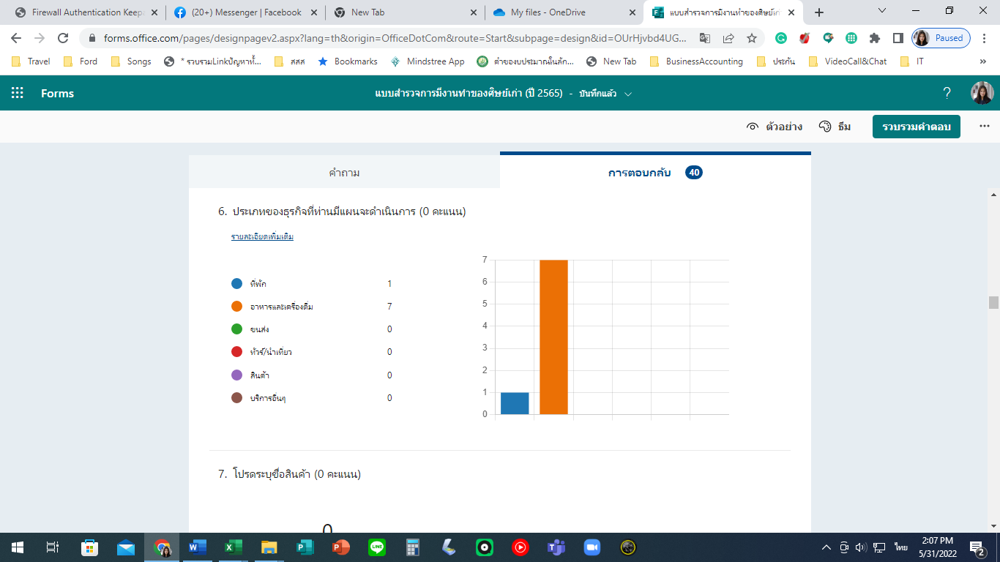 Firewall Authentication Keepa
(20+) Messenger | Facebook
New Tab
My files - OneDrive
แบบสำรวจการมีงานทำของศิษย์เก่
forms.office.com/pages/designpagev2.aspx?lang=th&origin=OfficeDotCom&route=Start&subpage=design&id=OUrHjvbd4UG...
Paused
Travel
Ford
Songs
* รวบรวมLinkปัญหาทั้...
สสส
Bookmarks
Mindstree App
คำของบประมาณในลัก...
New Tab
BusinessAccounting
ประกัน
VideoCall&Chat
IT
»
Forms
แบบสำรวจการมีงานทำของศิษย์เก่า (ปี 2565) - บันทึกแล้ว
?
ตัวอย่าง
ธีม
รวบรวมคำตอบ
คำถาม
การตอบกลับ 40
6. ประเภทของธุรกิจที่ท่านมีแผนจะดำเนินการ (0 คะแนน)
รายละเอียดเพิ่มเติม
ที่พัก 1
อาหารและเครื่องดื่ม 7
ขนส่ง 0
ทัวร์/นำเที่ยว 0
สินค้า 0
บริการอื่นๆ 0
7
6
5
4
3
2
1
0
7. โปรดระบุชื่อสินค้า (0 คะแนน)
0
LINE
ไทย
2:07 PM
5/31/2022
2